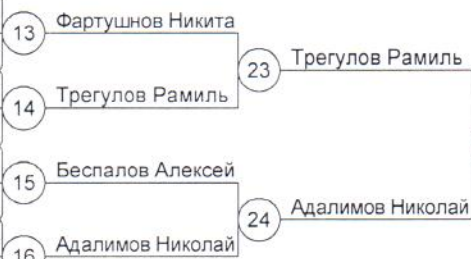 13 Фартушнов Никита
23 Трегулов Рамиль
14 Трегулов Рамиль
15 Беспалов Алексей
24 Адалимов Николай
16 Адалимов Николай